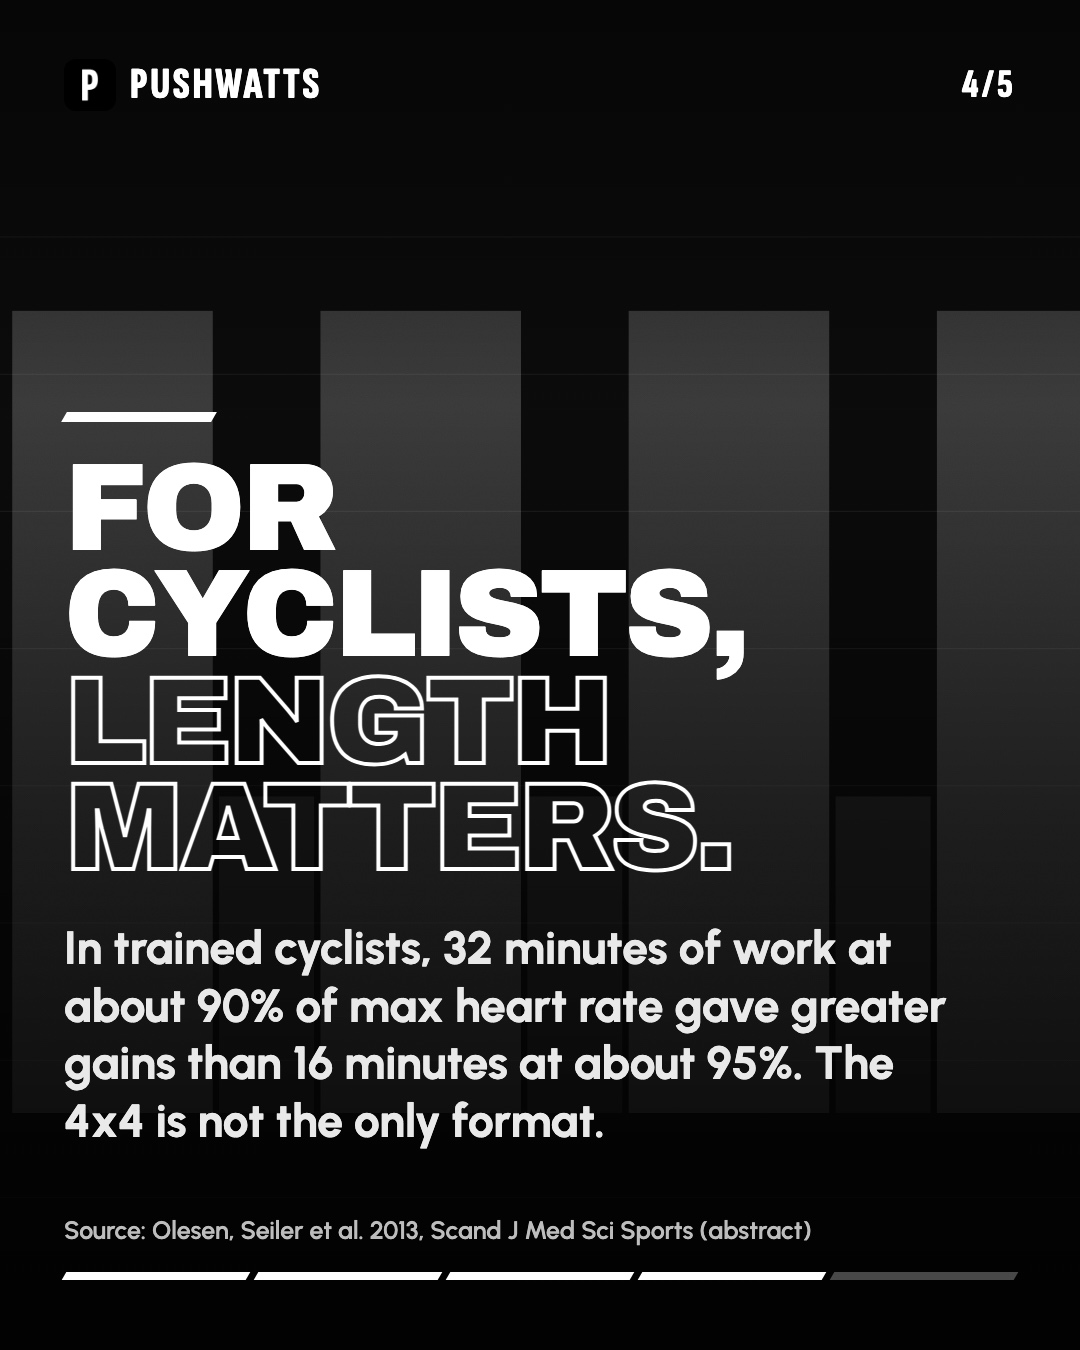 P PUSHWATTS
4/5
FOR
CYCLISTS,
LENGTH
MATTERS.
In trained cyclists, 32 minutes of work at
about 90% of max heart rate gave greater
gains than 16 minutes at about 95%. The
4x4 is not the only format.
Source: Olesen, Seiler et al. 2013, Scand J Med Sci Sports (abstract)